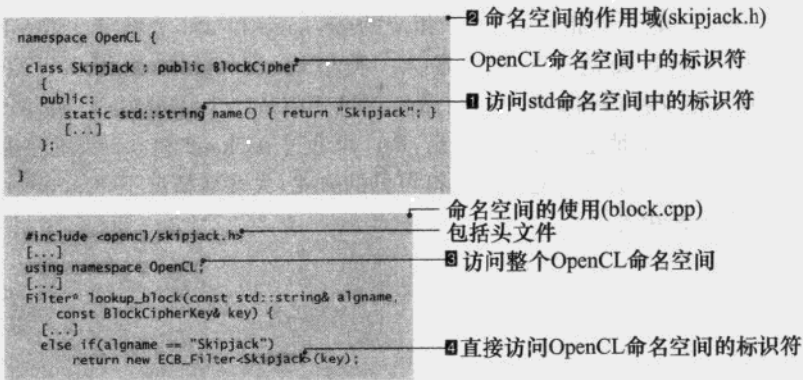 2 命名空间的作用域(skipjack.h)
namespace OpenCL {
OpenCL命名空间中的标识符
class Skipjack : public BlockCipher
{
public:
1 访问std命名空间中的标识符
static std::string name() { return "Skipjack"; }
[...]
};
}
命名空间的使用(block.cpp)
#include <opencl/skipjack.h>
包括头文件
[...]
using namespace OpenCL;
3 访问整个OpenCL命名空间
[...]
Filter* lookup_block(const std::string& algname,
const BlockCipherKey& key) {
[...]
else if(algname == "Skipjack")
return new ECB_Filter<Skipjack>(key);
4 直接访问OpenCL命名空间的标识符